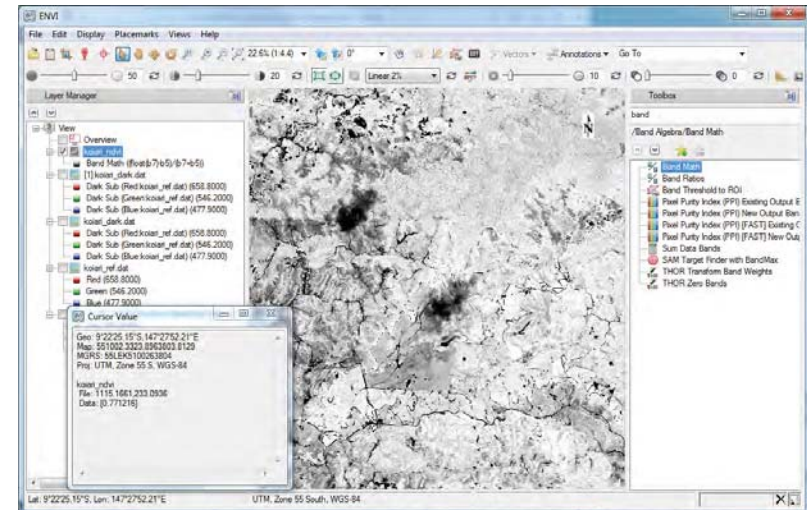 ENVI
File Edit Display Placemarks Views Help
22.6% (1:4.4) 0° Vectors Annotations Go To
50 20 Linear 2% 10 0
Layer Manager
Toolbox
band
/Band Algebra/Band Math
View
Overview
koiari_ndvi
Band Math ((float(b7)-b5)/(b7+b5))
[1] koiari_dark.dat
Dark Sub (Red:koiari_ref.dat) (658.8000)
Dark Sub (Green:koiari_ref.dat) (546.2000)
Dark Sub (Blue:koiari_ref.dat) (477.9000)
koiari_dark.dat
Dark Sub (Red:koiari_ref.dat) (658.8000)
Dark Sub (Green:koiari_ref.dat) (546.2000)
Dark Sub (Blue:koiari_ref.dat) (477.9000)
koiari_ref.dat
Red (658.8000)
Green (546.2000)
Blue (477.9000)
N
Band Math
Band Ratios
Band Threshold to ROI
Pixel Purity Index (PPI) Existing Output B
Pixel Purity Index (PPI) New Output Ban
Pixel Purity Index (PPI) [FAST] Existing O
Pixel Purity Index (PPI) [FAST] New Out
Sum Data Bands
SAM Target Finder with BandMax
THOR Transform Band Weights
THOR Zero Bands
Cursor Value
Geo: 9°22'25.15"S,147°27'52.21"E
MGRS: 55LEK5100263804
Proj: UTM, Zone 55 S, WGS-84
koiari_ndvi
File: 1115.1661,233.0936
Data: [0.771216]
Lat: 9°22'25.15"S, Lon: 147°27'52.21"E
UTM, Zone 55 South, WGS-84